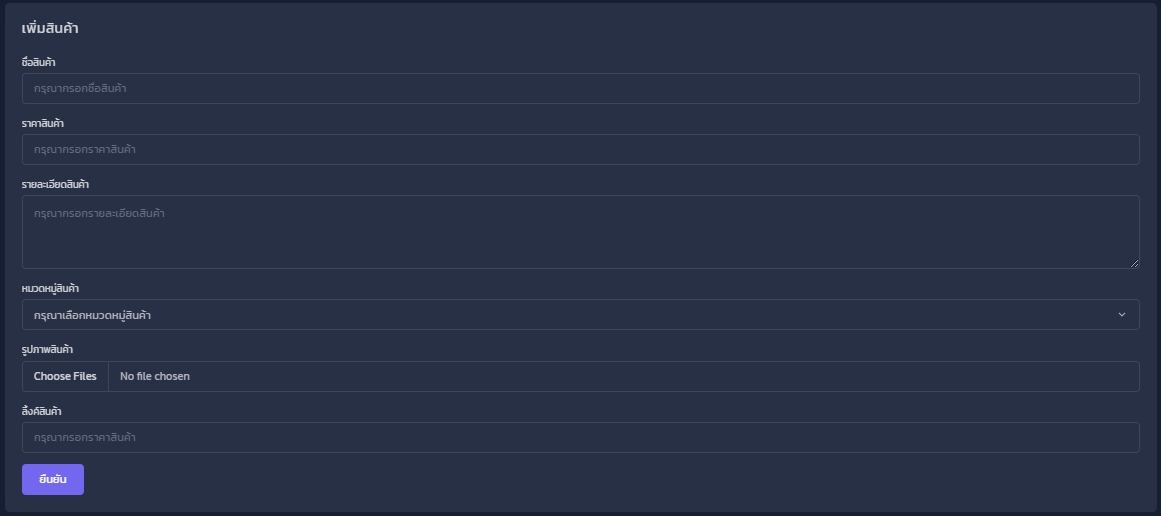 เพิ่มสินค้า
ชื่อสินค้า
กรุณากรอกชื่อสินค้า
ราคาสินค้า
กรุณากรอกราคาสินค้า
รายละเอียดสินค้า
กรุณากรอกรายละเอียดสินค้า
หมวดหมู่สินค้า
กรุณาเลือกหมวดหมู่สินค้า
รูปภาพสินค้า
Choose Files No file chosen
ลิ้งค์สินค้า
กรุณากรอกราคาสินค้า
ยืนยัน